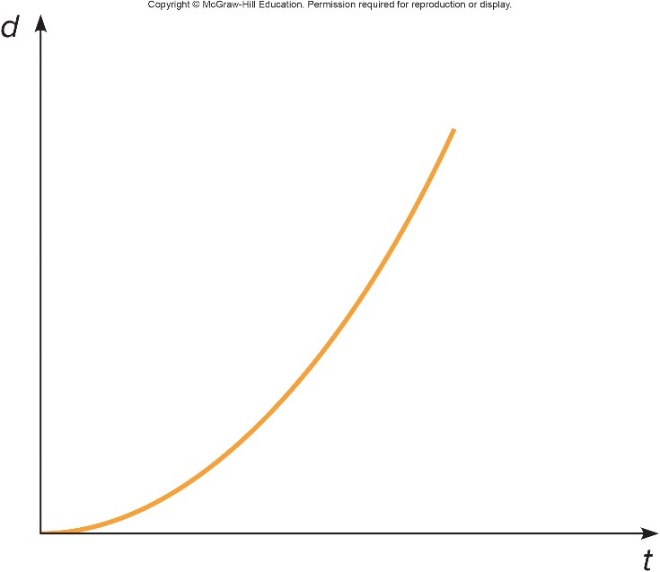 Copyright © McGraw-Hill Education. Permission required for reproduction or display.
d
t